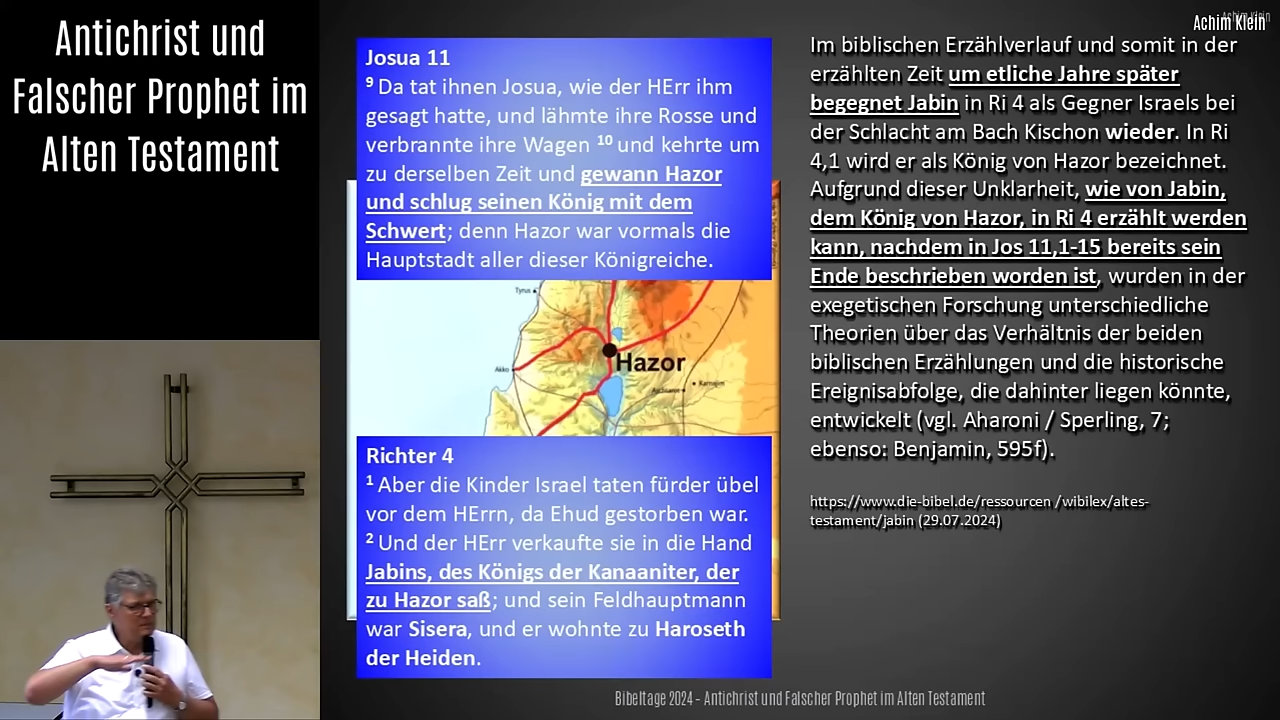 Antichrist und
Falscher Prophet im
Alten Testament
Achim Klein
Achim Klein
Josua 11
9 Da tat ihnen Josua, wie der HErr ihm
gesagt hatte, und lähmte ihre Rosse und
verbrannte ihre Wagen 10 und kehrte um
zu derselben Zeit und gewann Hazor
und schlug seinen König mit dem
Schwert; denn Hazor war vormals die
Hauptstadt aller dieser Königreiche.
Tyrus
Akko
Hazor
Karnajim
Richter 4
1 Aber die Kinder Israel taten fürder übel
vor dem HErrn, da Ehud gestorben war.
2 Und der HErr verkaufte sie in die Hand
Jabins, des Königs der Kanaaniter, der
zu Hazor saß; und sein Feldhauptmann
war Sisera, und er wohnte zu Haroseth
der Heiden.
Im biblischen Erzählverlauf und somit in der
erzählten Zeit um etliche Jahre später
begegnet Jabin in Ri 4 als Gegner Israels bei
der Schlacht am Bach Kischon wieder. In Ri
4,1 wird er als König von Hazor bezeichnet.
Aufgrund dieser Unklarheit, wie von Jabin,
dem König von Hazor, in Ri 4 erzählt werden
kann, nachdem in Jos 11,1-15 bereits sein
Ende beschrieben worden ist, wurden in der
exegetischen Forschung unterschiedliche
Theorien über das Verhältnis der beiden
biblischen Erzählungen und die historische
Ereignisabfolge, die dahinter liegen könnte,
entwickelt (vgl. Aharoni / Sperling, 7;
ebenso: Benjamin, 595f).
https://www.die-bibel.de/ressourcen /wibilex/altes-
testament/jabin (29.07.2024)
Bibeltage 2024 – Antichrist und Falscher Prophet im Alten Testament